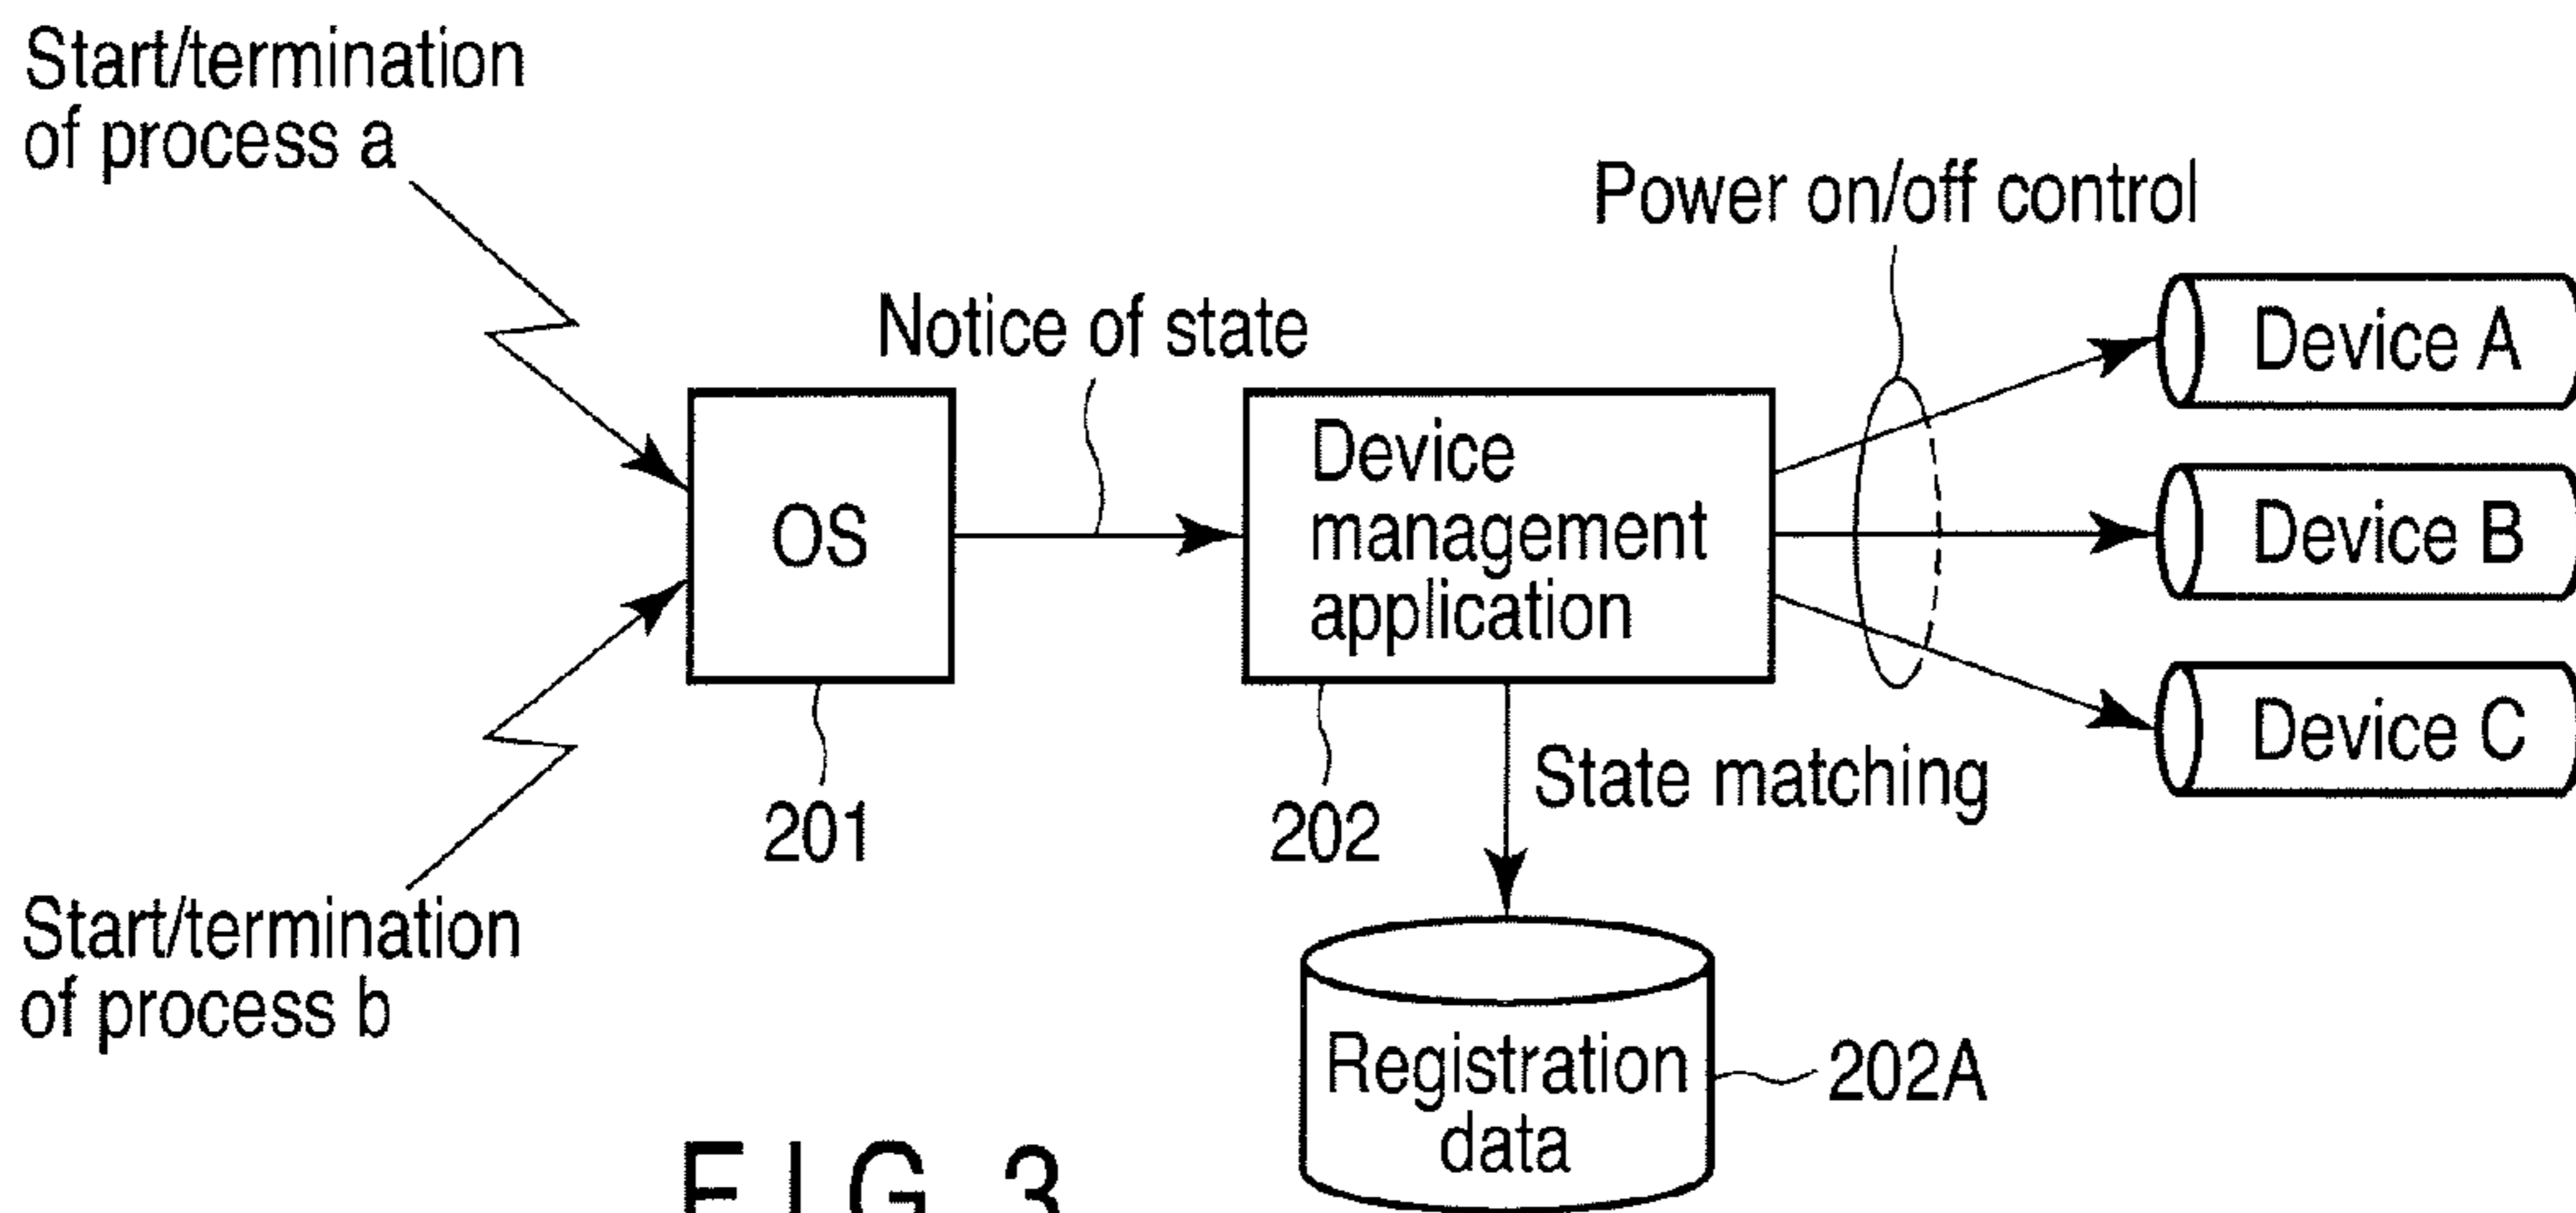 Start/termination
of process a
Power on/off control
Notice of state
Device A
Device
management
application
OS
Device B
Device C
State matching
201
202
Start/termination
of process b
Registration
data
202A
FIG. 3